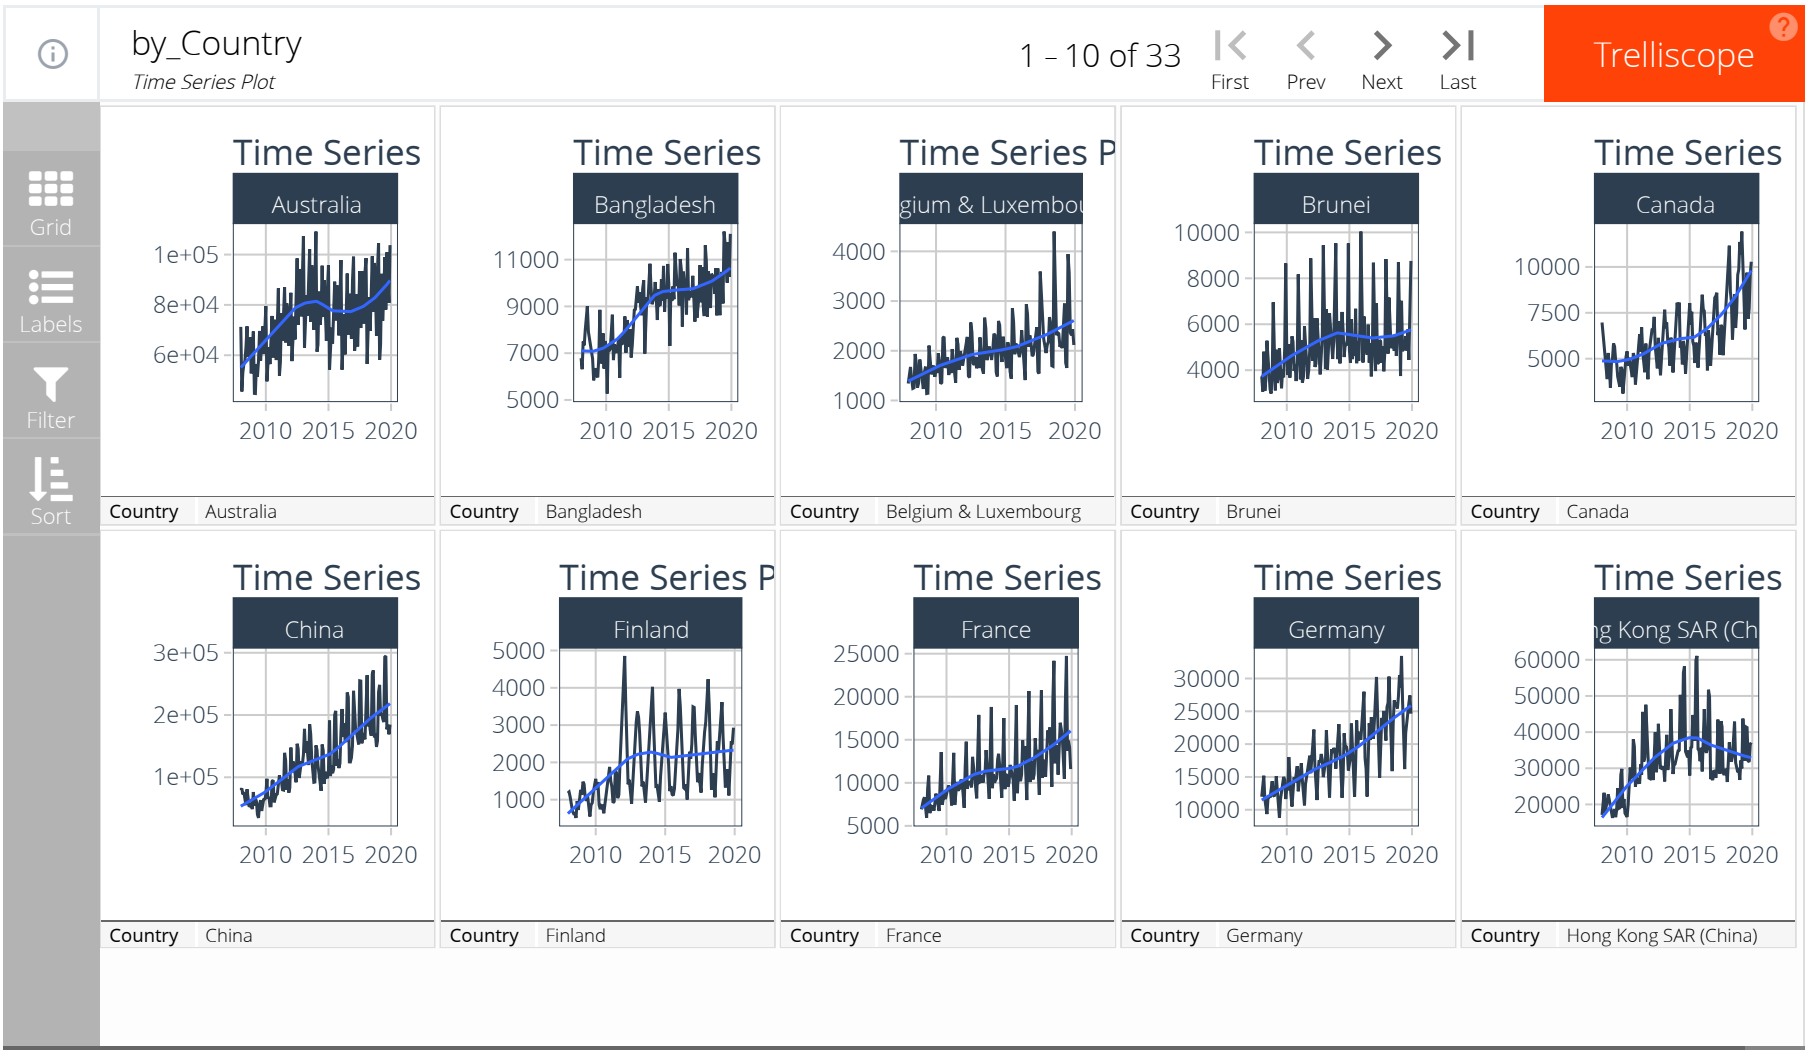 by_Country
Time Series Plot
1 – 10 of 33
First Prev Next Last
Trelliscope
?
Grid
Labels
Filter
Sort
Time Series
Australia
1e+05
8e+04
6e+04
2010 2015 2020
Country Australia
Time Series
Bangladesh
11000
9000
7000
5000
2010 2015 2020
Country Bangladesh
Time Series P
gium & Luxembou
4000
3000
2000
1000
2010 2015 2020
Country Belgium & Luxembourg
Time Series
Brunei
10000
8000
6000
4000
2010 2015 2020
Country Brunei
Time Series
Canada
10000
7500
5000
2010 2015 2020
Country Canada
Time Series
China
3e+05
2e+05
1e+05
2010 2015 2020
Country China
Time Series P
Finland
5000
4000
3000
2000
1000
2010 2015 2020
Country Finland
Time Series
France
25000
20000
15000
10000
5000
2010 2015 2020
Country France
Time Series
Germany
30000
25000
20000
15000
10000
2010 2015 2020
Country Germany
Time Series
ng Kong SAR (Ch
60000
50000
40000
30000
20000
2010 2015 2020
Country Hong Kong SAR (China)